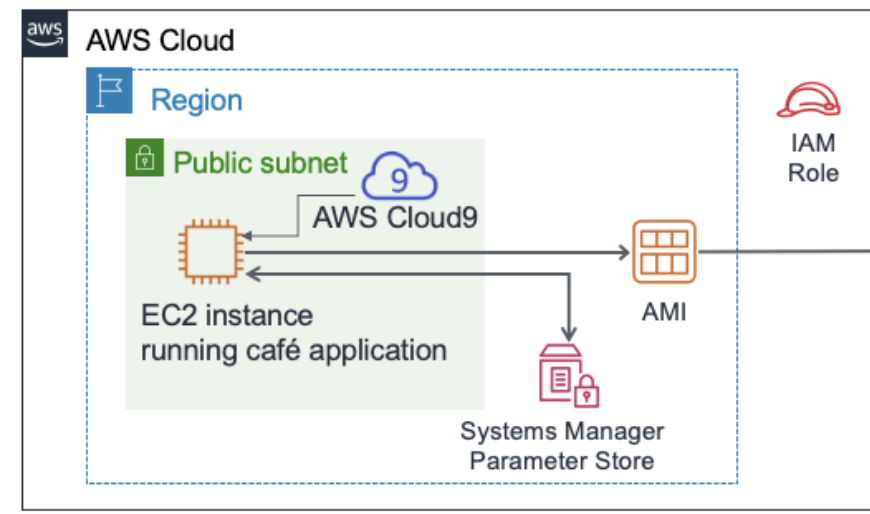 aws
AWS Cloud
Region
IAM
Role
Public subnet
9
AWS Cloud9
EC2 instance
running café application
AMI
Systems Manager
Parameter Store